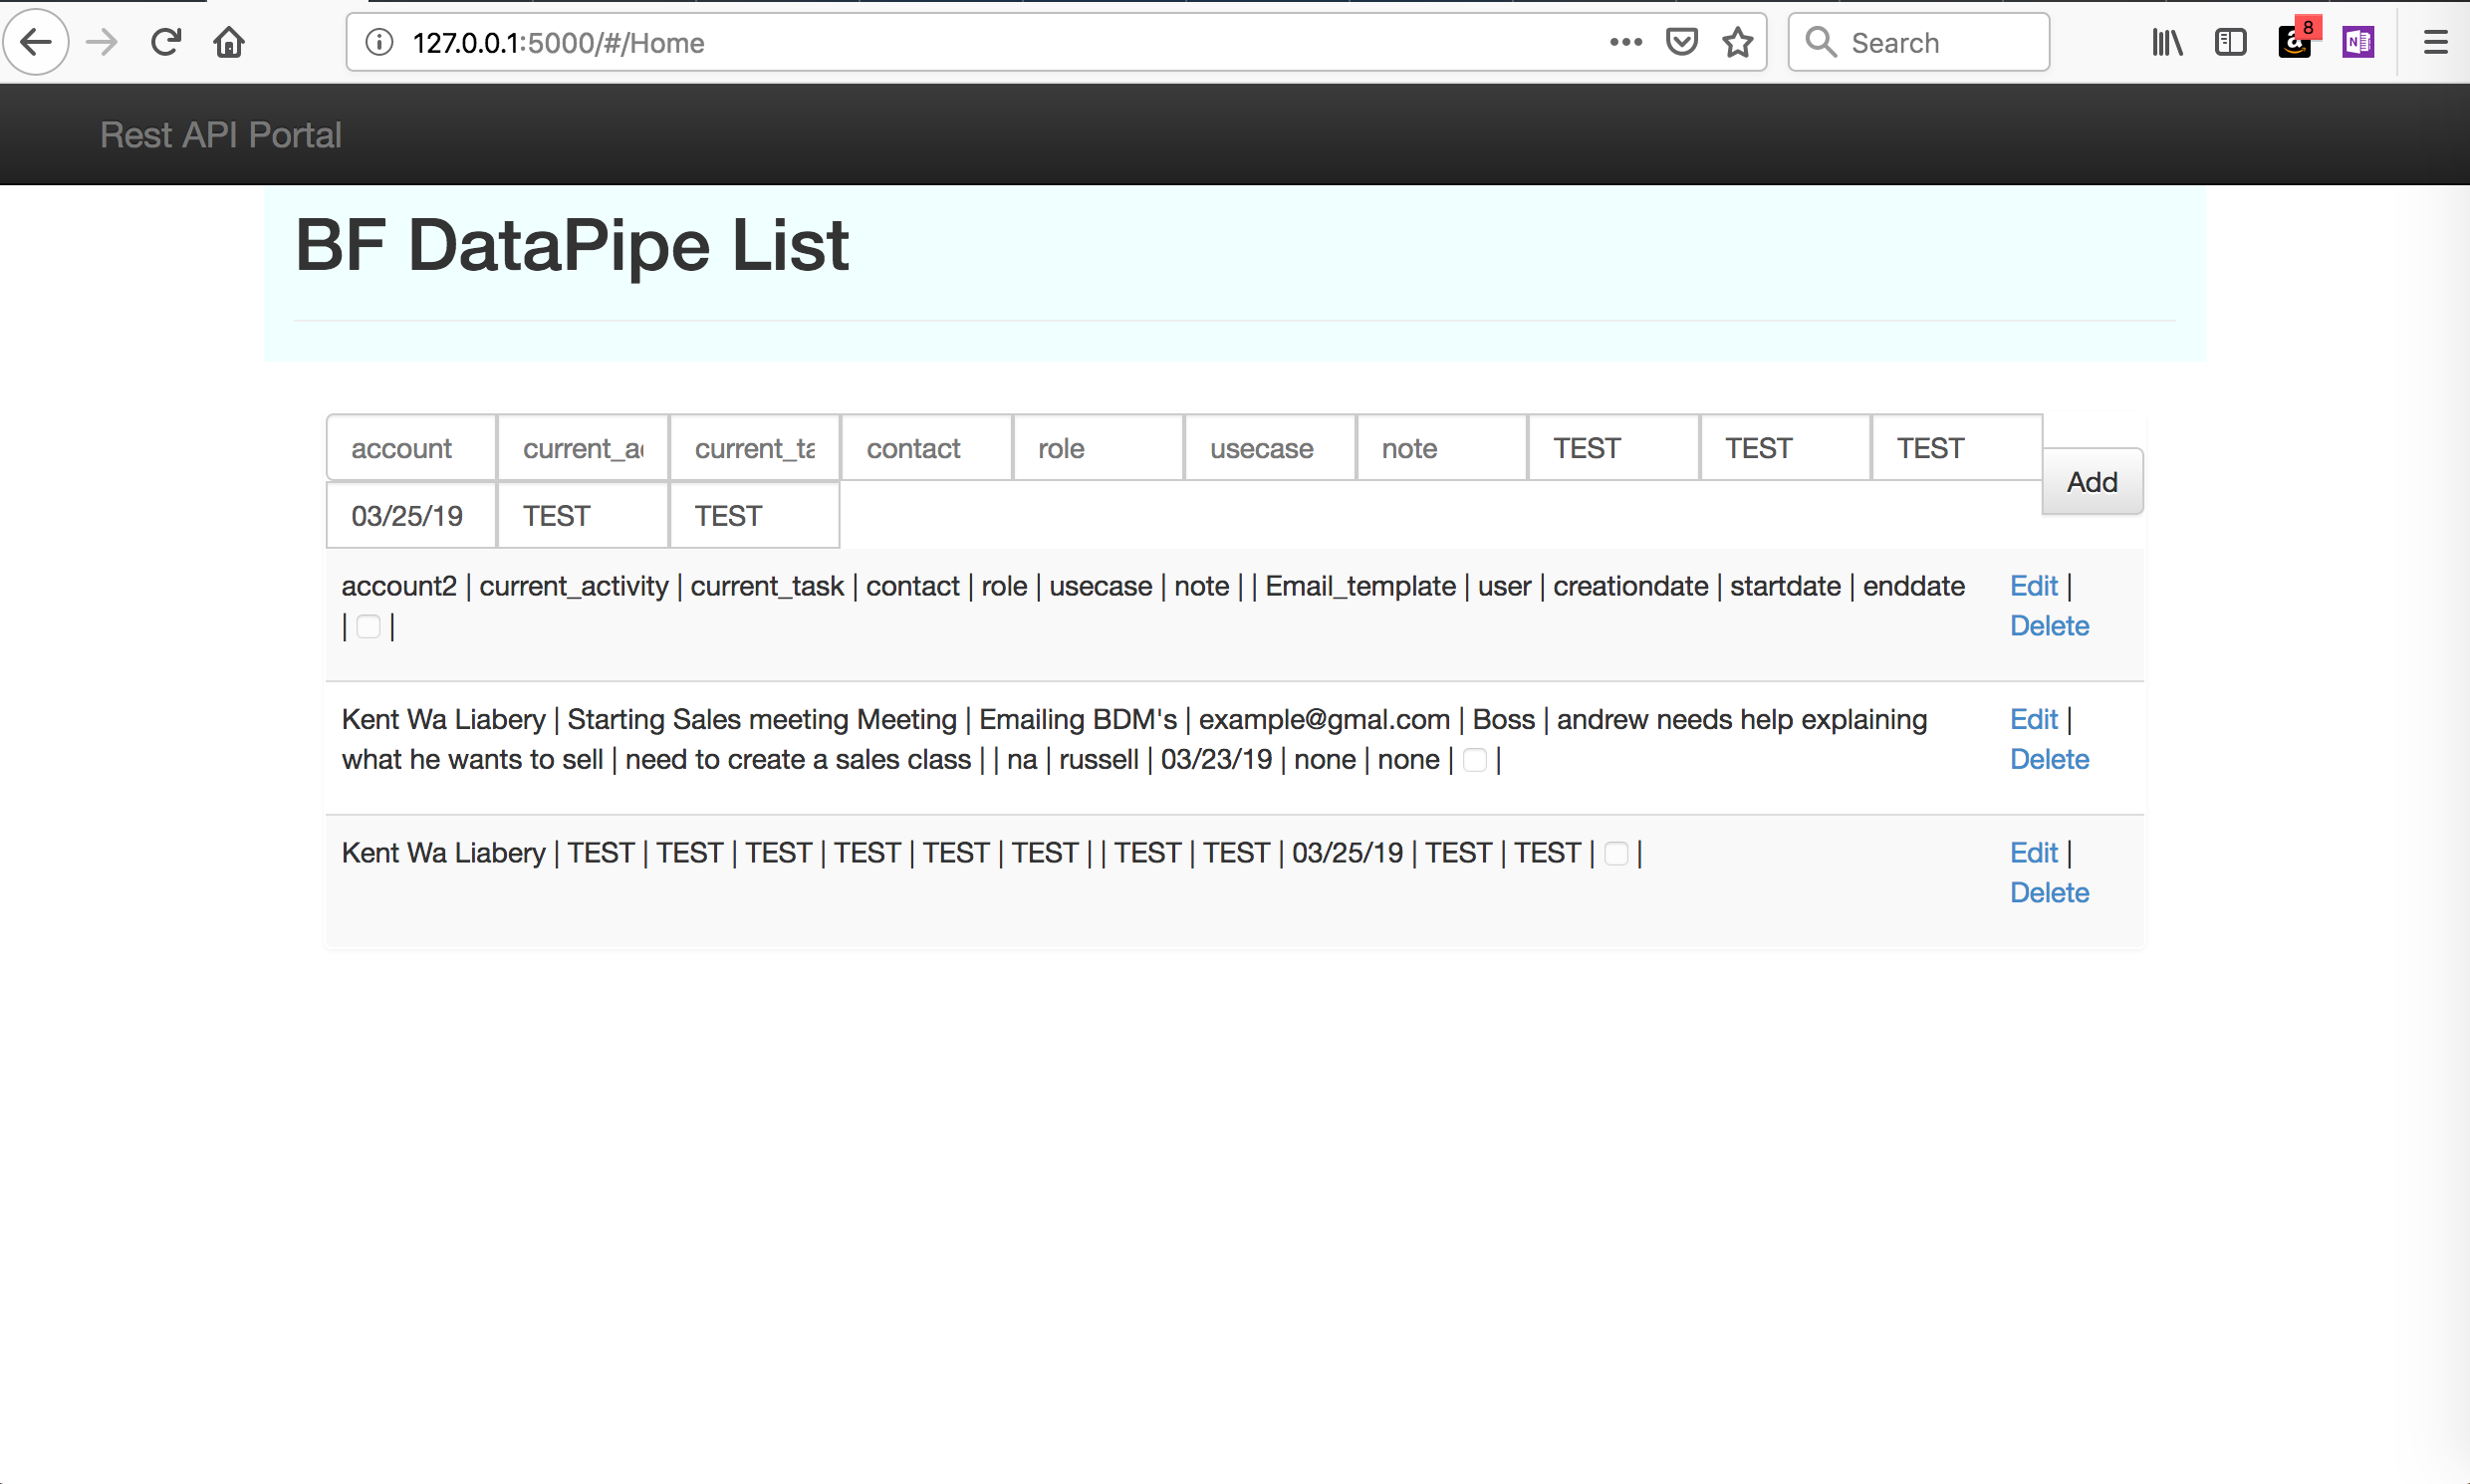 127.0.0.1:5000/#/Home
Search
8
N
Rest API Portal
BF DataPipe List
account current_a current_ta contact role usecase note TEST TEST TEST
Add
03/25/19 TEST TEST
account2 | current_activity | current_task | contact | role | usecase | note | | Email_template | user | creationdate | startdate | enddate
| |
Edit |
Delete
Kent Wa Liabery | Starting Sales meeting Meeting | Emailing BDM's | example@gmal.com | Boss | andrew needs help explaining
what he wants to sell | need to create a sales class | | na | russell | 03/23/19 | none | none | |
Edit |
Delete
Kent Wa Liabery | TEST | TEST | TEST | TEST | TEST | TEST | | TEST | TEST | 03/25/19 | TEST | TEST | |
Edit |
Delete